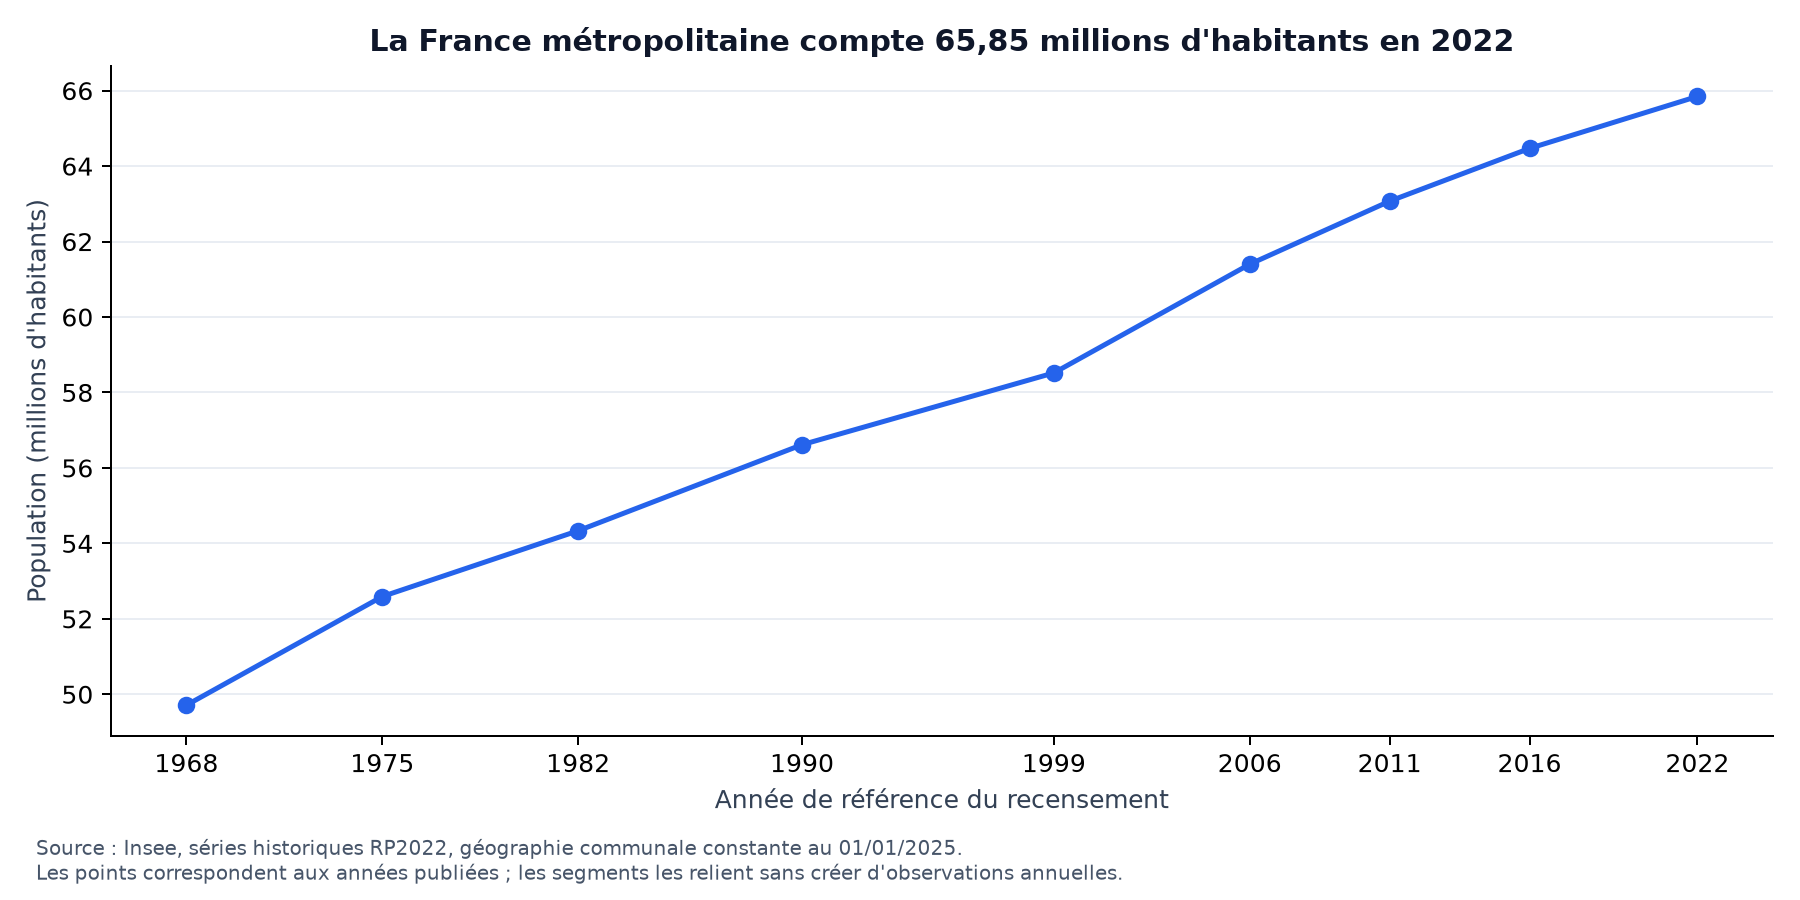 La France métropolitaine compte 65,85 millions d'habitants en 2022
Population (millions d'habitants)
66
64
62
60
58
56
54
52
50
1968 1975 1982 1990 1999 2006 2011 2016 2022
Année de référence du recensement
Source : Insee, séries historiques RP2022, géographie communale constante au 01/01/2025.
Les points correspondent aux années publiées ; les segments les relient sans créer d'observations annuelles.